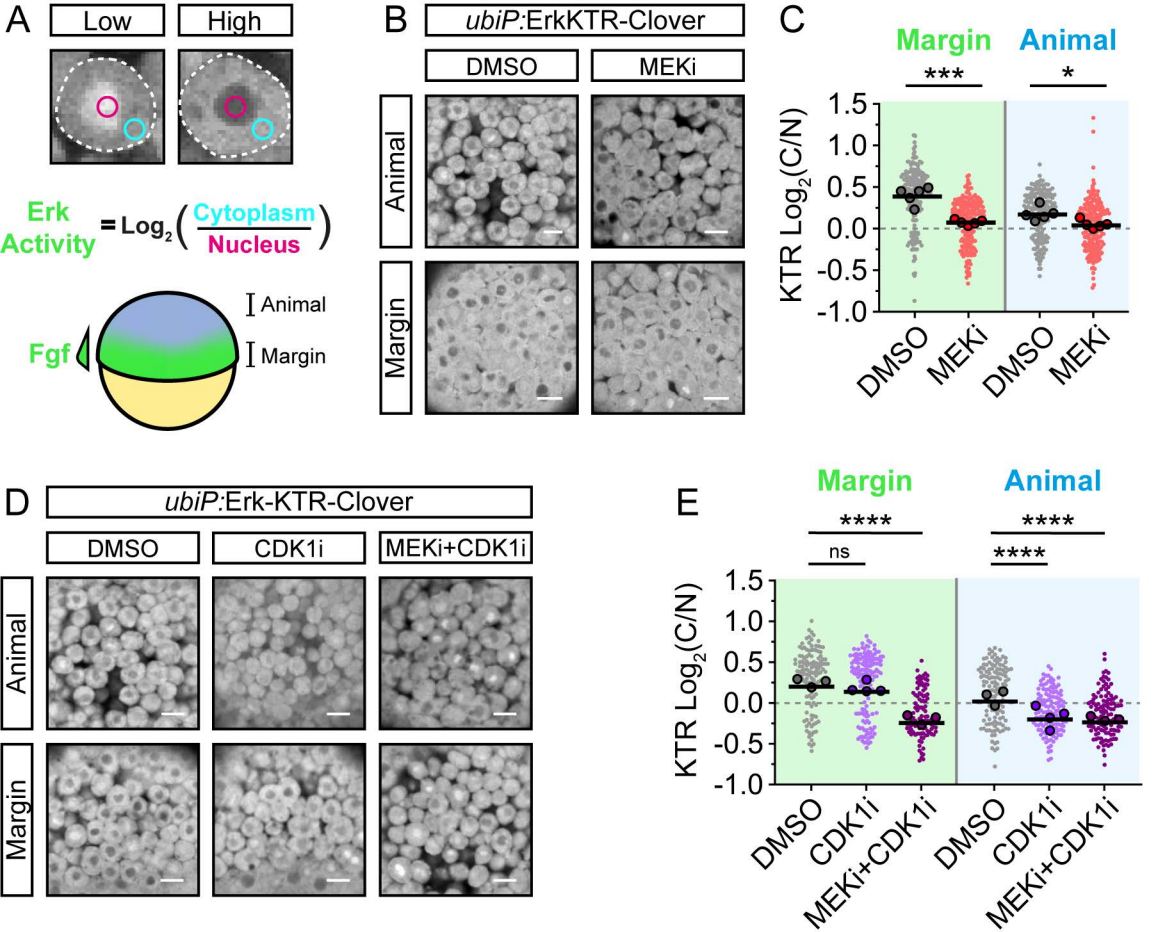 A
Low
High
Erk
Activity
= Log2(Cytoplasm
Nucleus)
Fgf
Animal
Margin
B
ubiP:ErkKTR-Clover
DMSO
MEKi
Animal
Margin
C
Margin
Animal
***
*
KTR Log2(C/N)
1.5
1.0
0.5
0.0
-0.5
-1.0
DMSO
MEKi
DMSO
MEKi
D
ubiP:Erk-KTR-Clover
DMSO
CDK1i
MEKi+CDK1i
Animal
Margin
E
Margin
Animal
****
****
ns
****
KTR Log2(C/N)
1.5
1.0
0.5
0.0
-0.5
-1.0
DMSO
CDK1i
MEKi+CDK1i
DMSO
CDK1i
MEKi+CDK1i